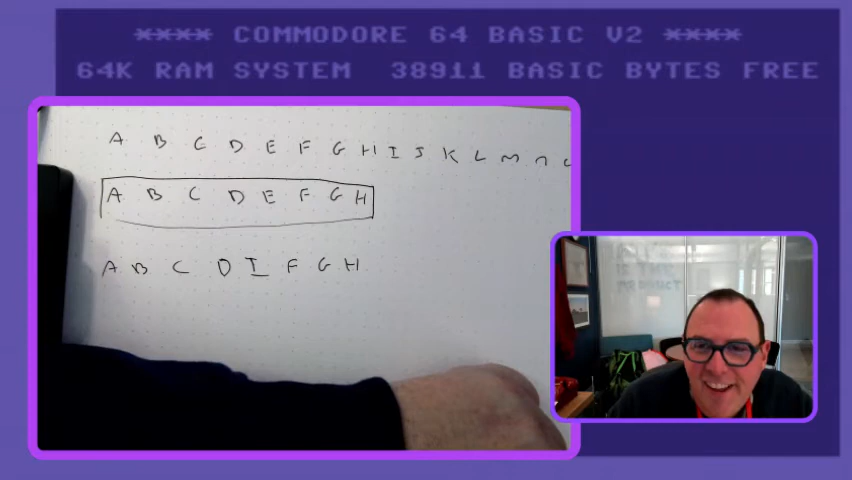 **** COMMODORE 64 BASIC V2 ****
64K RAM SYSTEM 38911 BASIC BYTES FREE
A B C D E F G H I J K L M n
A B C D E F G H
A B C D I F G H